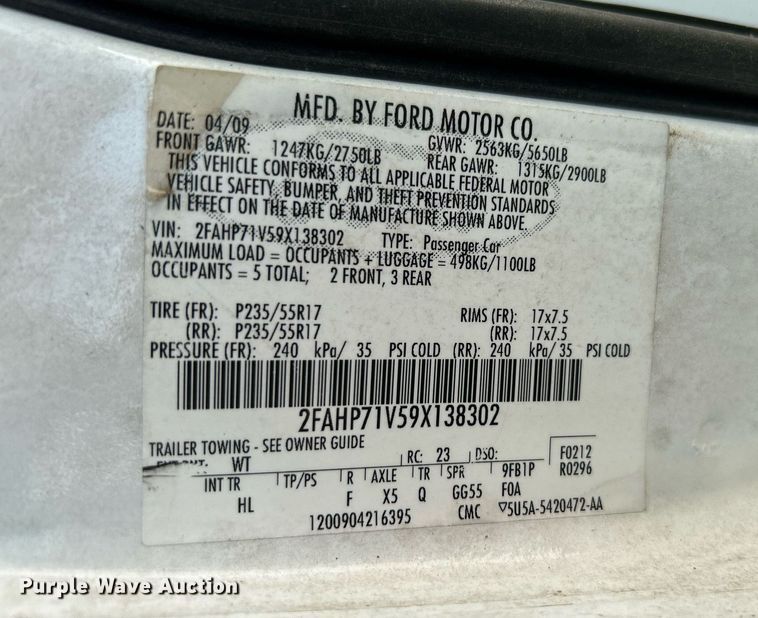 MFD. BY FORD MOTOR CO.
DATE: 04/09 GVWR: 2563KG/5650LB
FRONT GAWR: 1247KG/2750LB REAR GAWR: 1315KG/2900LB
THIS VEHICLE CONFORMS TO ALL APPLICABLE FEDERAL MOTOR
VEHICLE SAFETY, BUMPER, AND THEFT PREVENTION STANDARDS
IN EFFECT ON THE DATE OF MANUFACTURE SHOWN ABOVE.
VIN: 2FAHP71V59X138302 TYPE: Passenger Car
MAXIMUM LOAD = OCCUPANTS + LUGGAGE = 498KG/1100LB
OCCUPANTS = 5 TOTAL; 2 FRONT, 3 REAR
TIRE (FR): P235/55R17 RIMS (FR): 17x7.5
(RR): P235/55R17 (RR): 17x7.5
PRESSURE (FR): 240 kPa/ 35 PSI COLD (RR): 240 kPa/ 35 PSI COLD
2FAHP71V59X138302
TRAILER TOWING - SEE OWNER GUIDE
WT RC: 23 DSO: F0212
INT TR TP/PS R AXLE TR SPR 9FB1P R0296
HL F X5 Q GG55 F0A
1200904216395 CMC ▽5U5A-5420472-AA
Purple Wave Auction